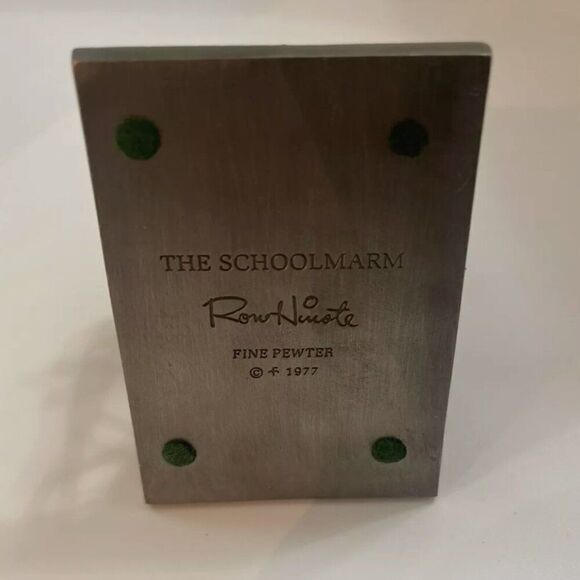 THE SCHOOLMARM
Ron Hinote
FINE PEWTER
© 1977